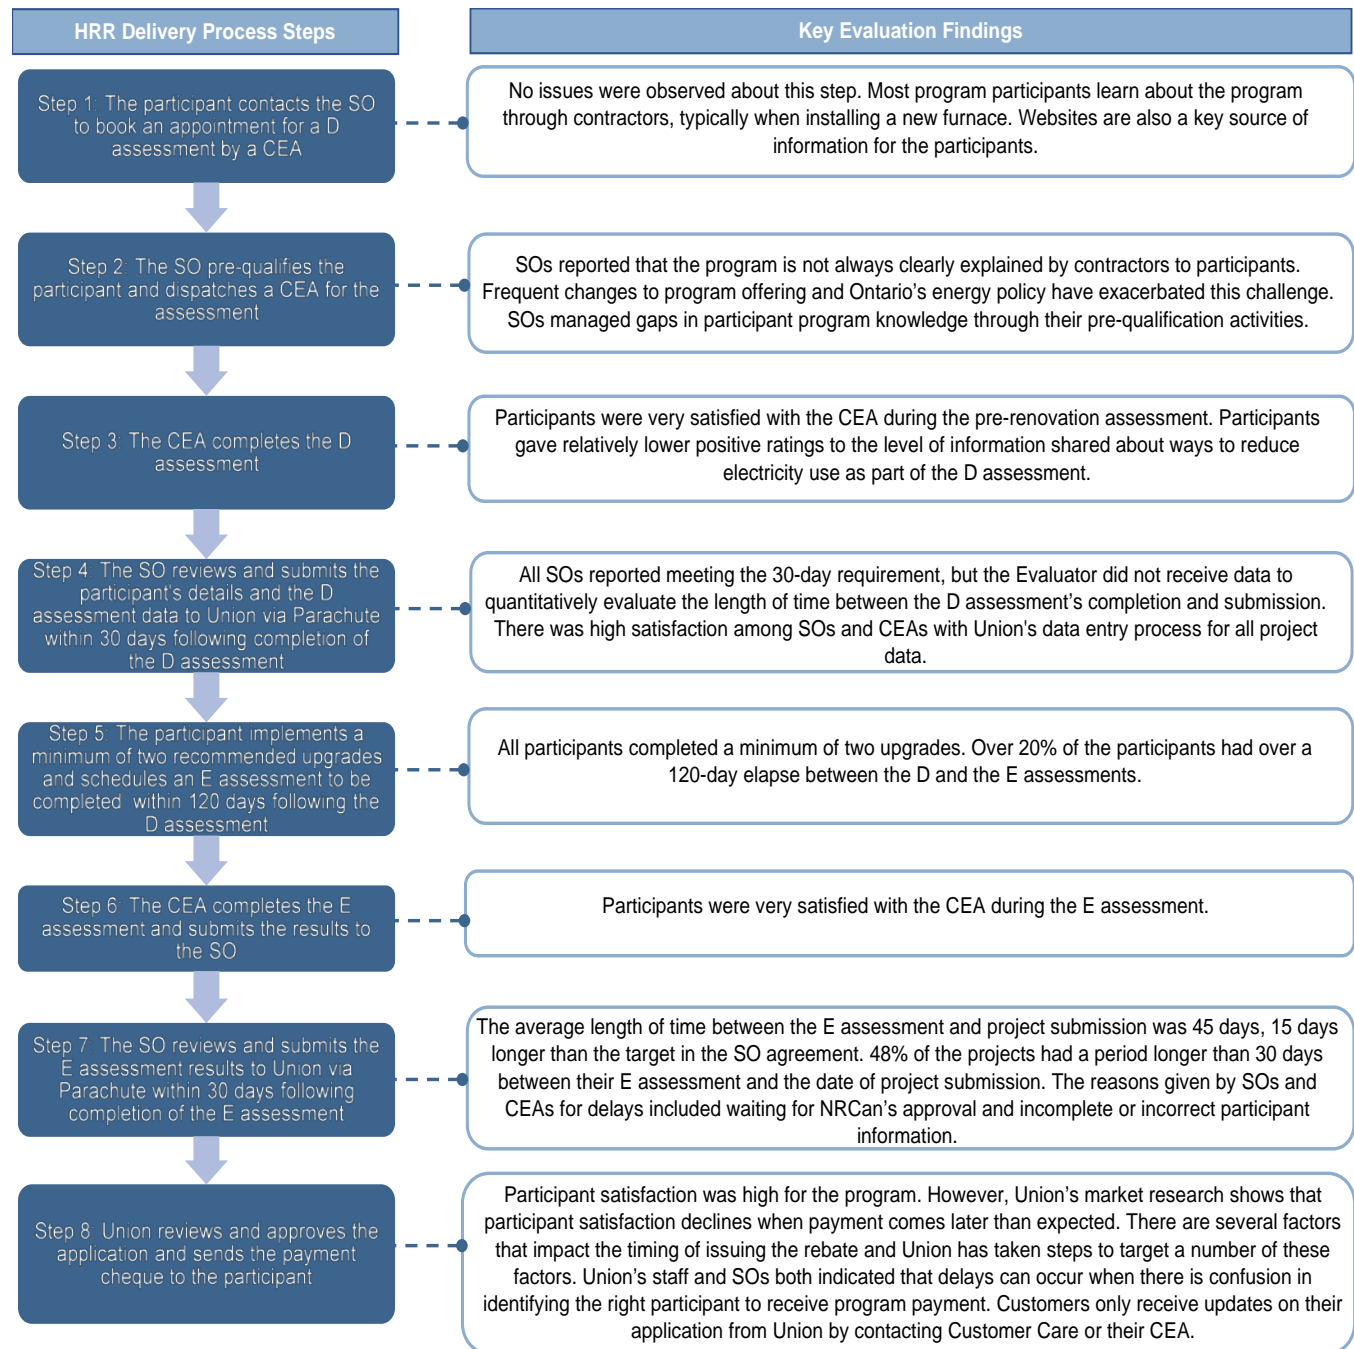 HRR Delivery Process Steps
Key Evaluation Findings
Step 1: The participant contacts the SO
to book an appointment for a D
assessment by a CEA
No issues were observed about this step. Most program participants learn about the program
through contractors, typically when installing a new furnace. Websites are also a key source of
information for the participants.
Step 2: The SO pre-qualifies the
participant and dispatches a CEA for the
assessment
SOs reported that the program is not always clearly explained by contractors to participants.
Frequent changes to program offering and Ontario's energy policy have exacerbated this challenge.
SOs managed gaps in participant program knowledge through their pre-qualification activities.
Step 3: The CEA completes the D
assessment
Participants were very satisfied with the CEA during the pre-renovation assessment. Participants
gave relatively lower positive ratings to the level of information shared about ways to reduce
electricity use as part of the D assessment.
Step 4: The SO reviews and submits the
participant's details and the D
assessment data to Union via Parachute
within 30 days following completion of
the D assessment
All SOs reported meeting the 30-day requirement, but the Evaluator did not receive data to
quantitatively evaluate the length of time between the D assessment's completion and submission.
There was high satisfaction among SOs and CEAs with Union's data entry process for all project
data.
Step 5: The participant implements a
minimum of two recommended upgrades
and schedules an E assessment to be
completed within 120 days following the
D assessment
All participants completed a minimum of two upgrades. Over 20% of the participants had over a
120-day elapse between the D and the E assessments.
Step 6: The CEA completes the E
assessment and submits the results to
the SO
Participants were very satisfied with the CEA during the E assessment.
Step 7: The SO reviews and submits the
E assessment results to Union via
Parachute within 30 days following
completion of the E assessment
The average length of time between the E assessment and project submission was 45 days, 15 days
longer than the target in the SO agreement. 48% of the projects had a period longer than 30 days
between their E assessment and the date of project submission. The reasons given by SOs and
CEAs for delays included waiting for NRCan's approval and incomplete or incorrect participant
information.
Step 8: Union reviews and approves the
application and sends the payment
cheque to the participant
Participant satisfaction was high for the program. However, Union's market research shows that
participant satisfaction declines when payment comes later than expected. There are several factors
that impact the timing of issuing the rebate and Union has taken steps to target a number of these
factors. Union's staff and SOs both indicated that delays can occur when there is confusion in
identifying the right participant to receive program payment. Customers only receive updates on their
application from Union by contacting Customer Care or their CEA.